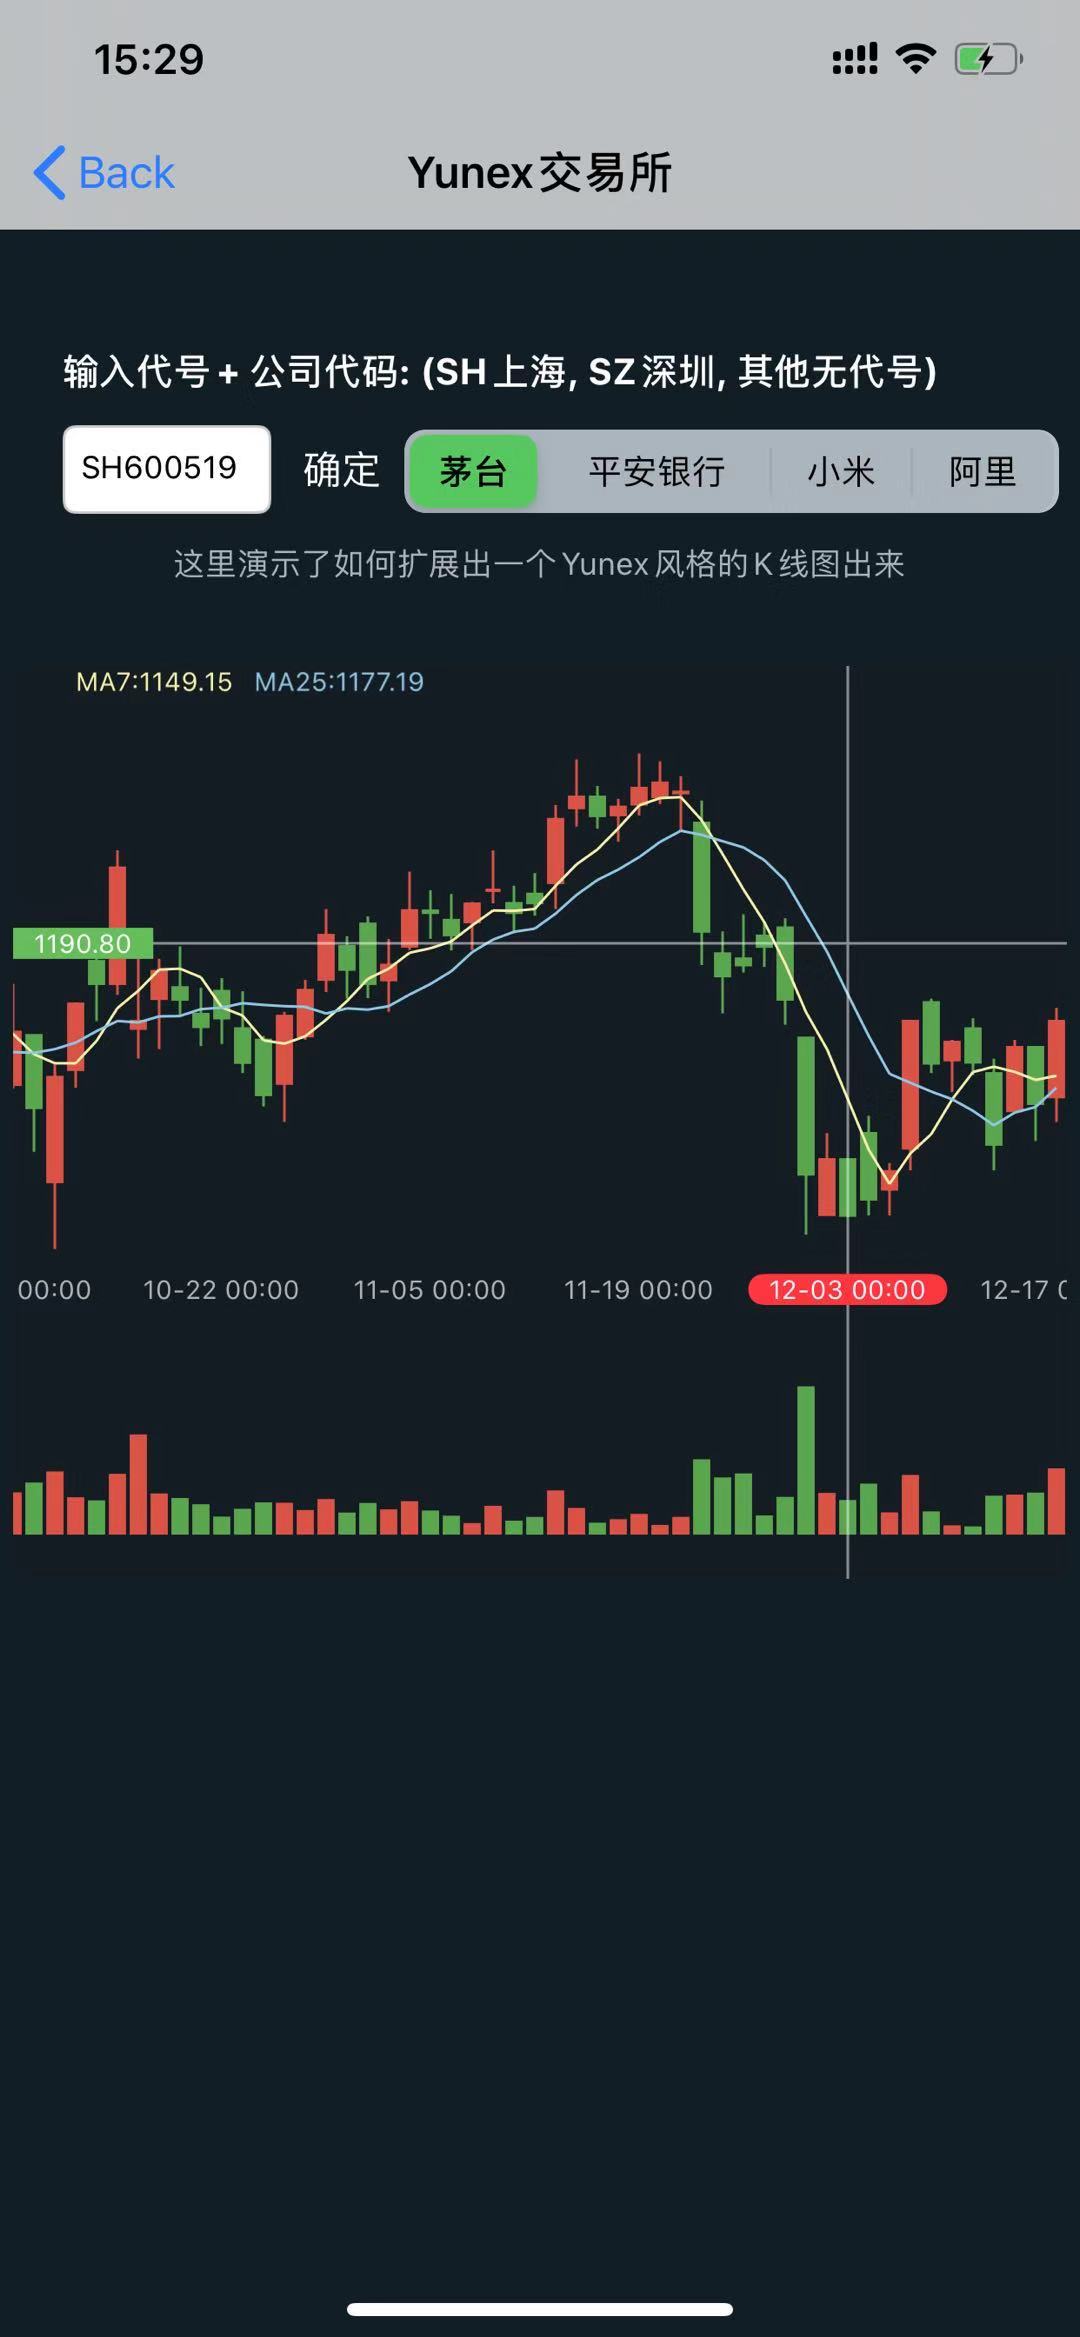 15:29
Back
Yunex交易所
输入代号+ 公司代码: (SH上海, SZ深圳, 其他无代号)
SH600519
确定
茅台
平安银行
小米
阿里
这里演示了如何扩展出一个Yunex风格的K线图出来
MA7:1149.15 MA25:1177.19
1190.80
00:00 10-22 00:00 11-05 00:00 11-19 00:00 12-03 00:00 12-17